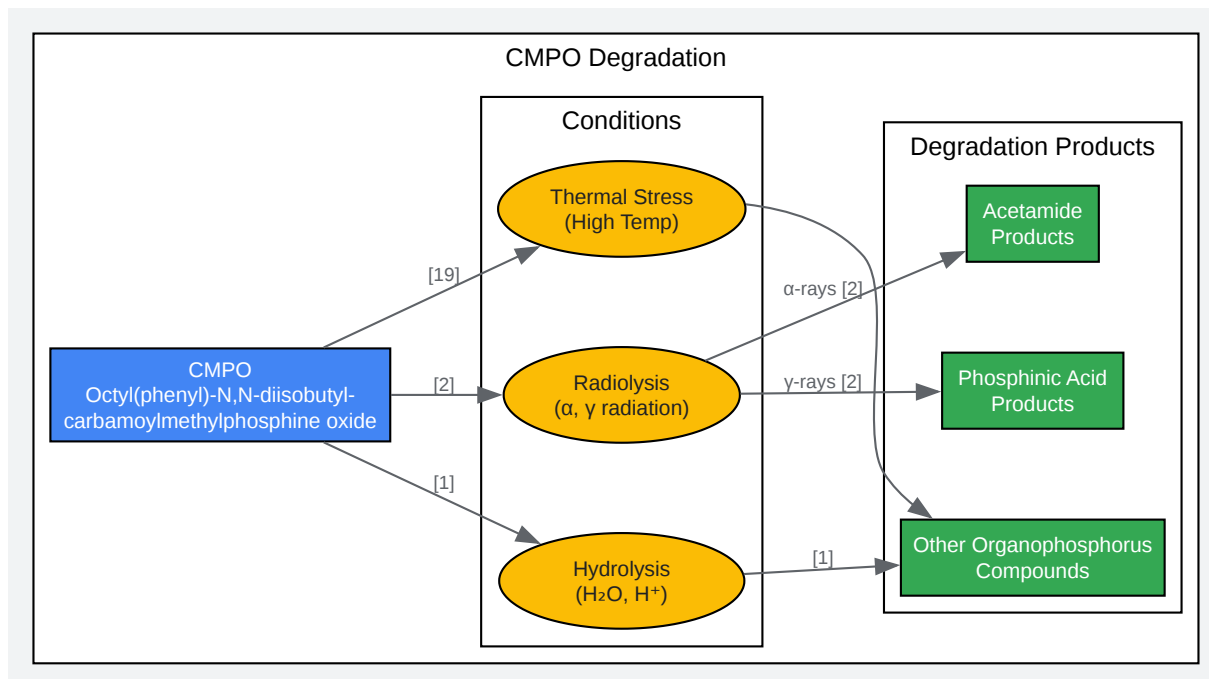 CMPO Degradation
Conditions
Degradation Products
Thermal Stress
(High Temp)
Acetamide
Products
[19]
α-rays [2]
CMPO
Octyl(phenyl)-N,N-diisobutyl-
carbamoylmethylphosphine oxide
[2]
Radiolysis
(α, γ radiation)
γ-rays [2]
Phosphinic Acid
Products
[1]
Hydrolysis
(H₂O, H⁺)
[1]
Other Organophosphorus
Compounds